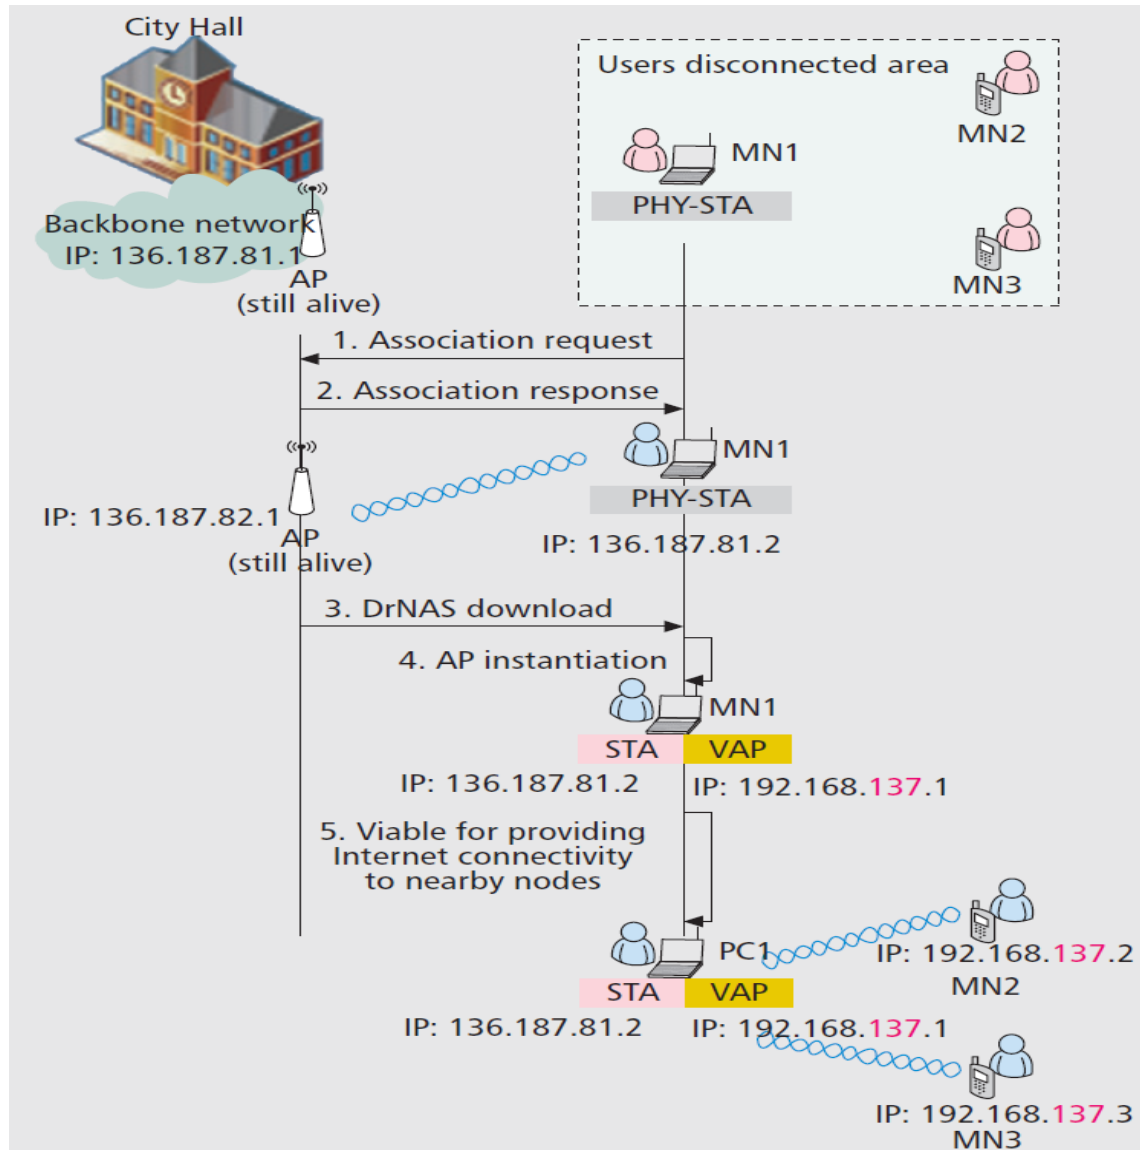 City Hall
Users disconnected area
MN2
MN1
PHY-STA
Backbone network
IP: 136.187.81.1
AP
(still alive)
MN3
1. Association request
2. Association response
MN1
PHY-STA
IP: 136.187.82.1
AP
(still alive)
IP: 136.187.81.2
3. DrNAS download
4. AP instantiation
MN1
STA
VAP
IP: 136.187.81.2
IP: 192.168.137.1
5. Viable for providing
Internet connectivity
to nearby nodes
PC1
IP: 192.168.137.2
MN2
STA
VAP
IP: 136.187.81.2
IP: 192.168.137.1
IP: 192.168.137.3
MN3